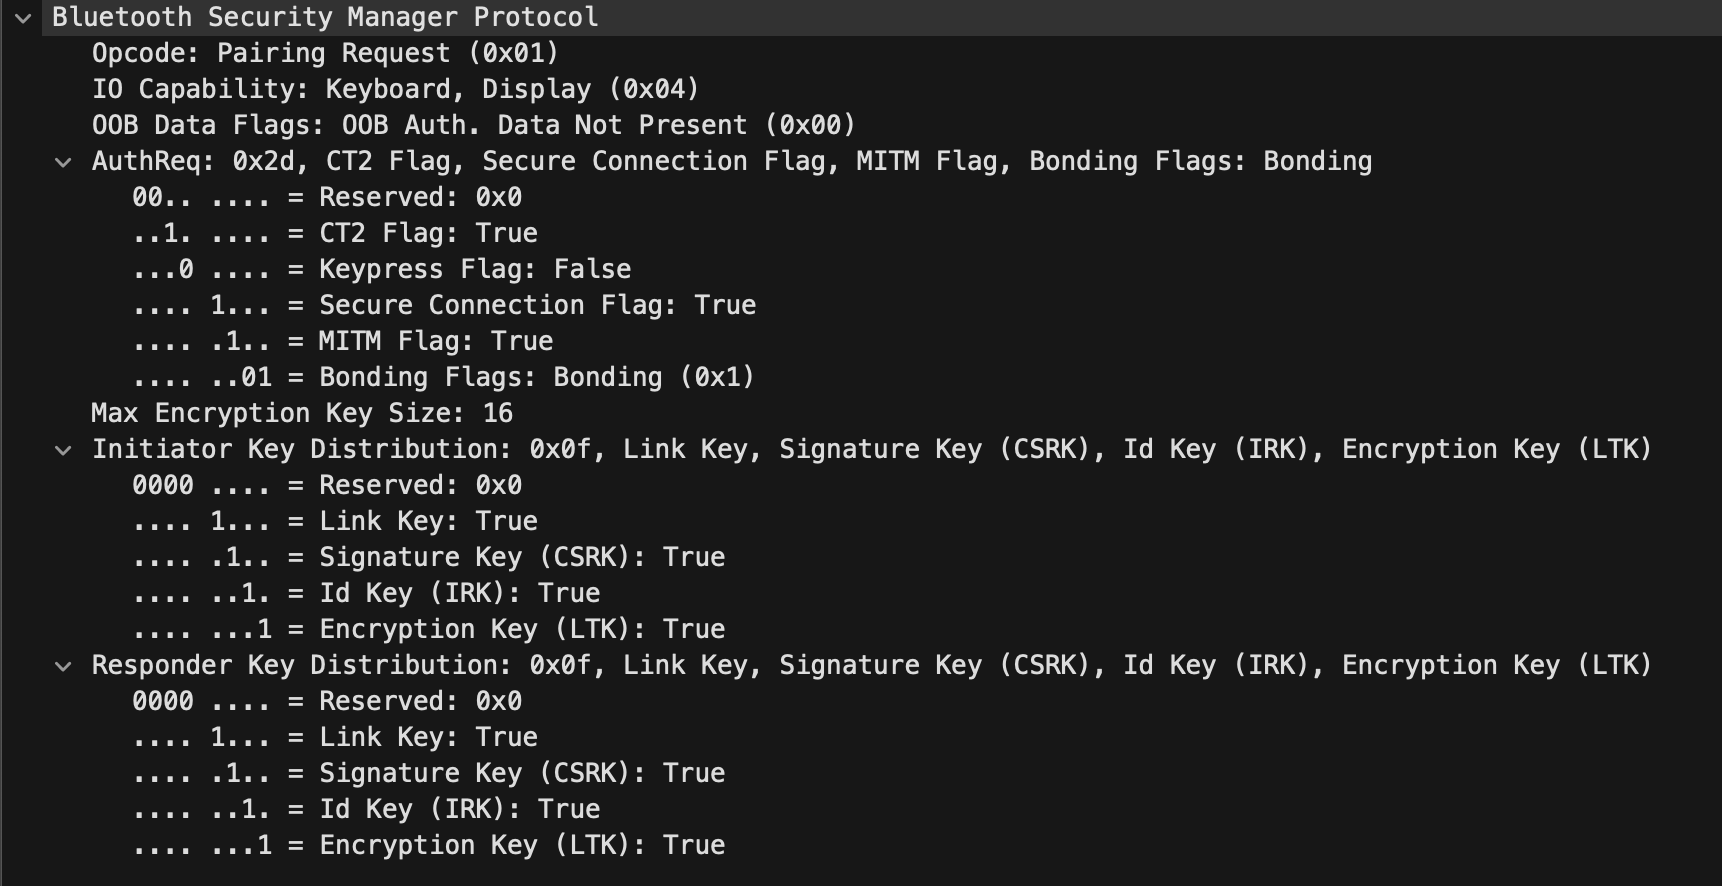 Bluetooth Security Manager Protocol
Opcode: Pairing Request (0x01)
IO Capability: Keyboard, Display (0x04)
OOB Data Flags: OOB Auth. Data Not Present (0x00)
AuthReq: 0x2d, CT2 Flag, Secure Connection Flag, MITM Flag, Bonding Flags: Bonding
00.. .... = Reserved: 0x0
..1. .... = CT2 Flag: True
...0 .... = Keypress Flag: False
.... 1... = Secure Connection Flag: True
.... .1.. = MITM Flag: True
.... ..01 = Bonding Flags: Bonding (0x1)
Max Encryption Key Size: 16
Initiator Key Distribution: 0x0f, Link Key, Signature Key (CSRK), Id Key (IRK), Encryption Key (LTK)
0000 .... = Reserved: 0x0
.... 1... = Link Key: True
.... .1.. = Signature Key (CSRK): True
.... ..1. = Id Key (IRK): True
.... ...1 = Encryption Key (LTK): True
Responder Key Distribution: 0x0f, Link Key, Signature Key (CSRK), Id Key (IRK), Encryption Key (LTK)
0000 .... = Reserved: 0x0
.... 1... = Link Key: True
.... .1.. = Signature Key (CSRK): True
.... ..1. = Id Key (IRK): True
.... ...1 = Encryption Key (LTK): True